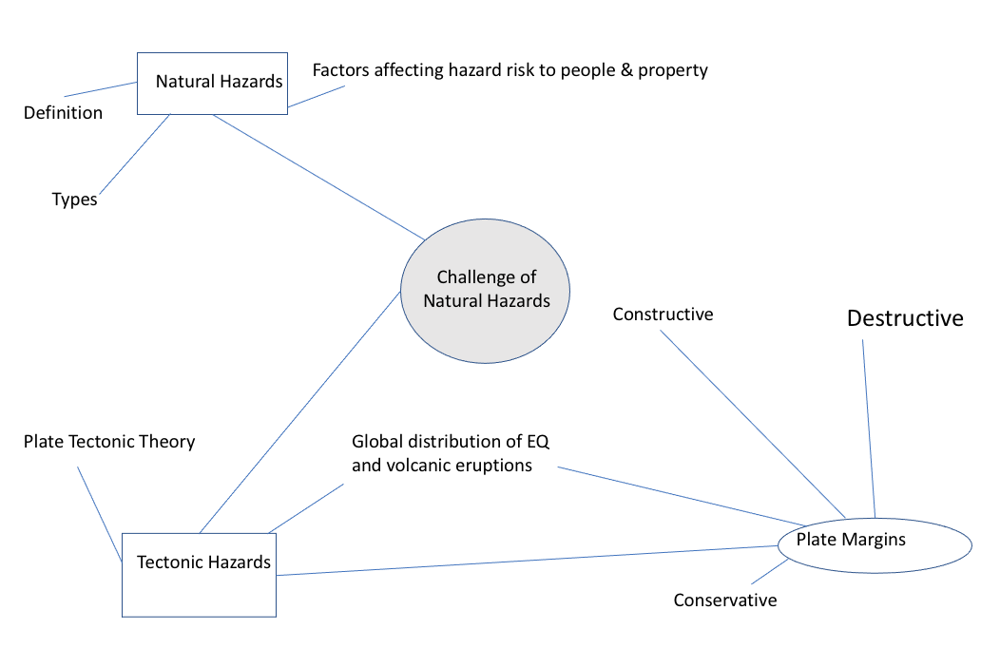 Natural Hazards
Factors affecting hazard risk to people & property
Definition
Types
Challenge of
Natural Hazards
Constructive
Destructive
Plate Tectonic Theory
Global distribution of EQ
and volcanic eruptions
Tectonic Hazards
Plate Margins
Conservative